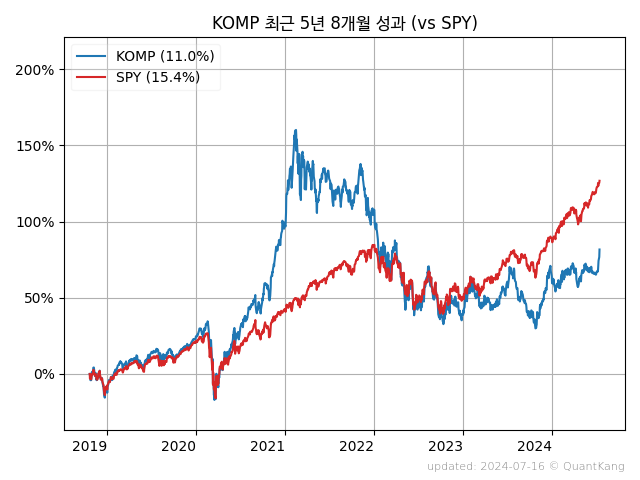 KOMP 최근 5년 8개월 성과 (vs SPY)
KOMP (11.0%)
SPY (15.4%)
200%
150%
100%
50%
0%
2019 2020 2021 2022 2023 2024
updated: 2024-07-16 © QuantKang